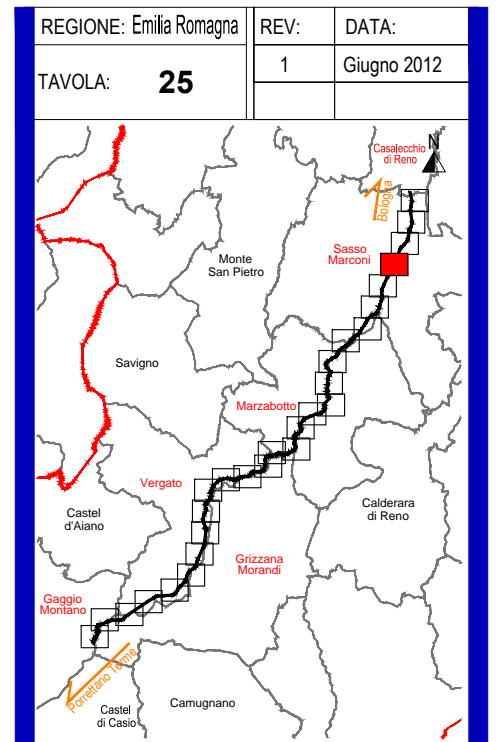 REGIONE: Emilia Romagna
REV:
DATA:
TAVOLA: 25
1
Giugno 2012
Casalecchio
di Reno
N
Bologna
Sasso
Marconi
Monte
San Pietro
Savigno
Marzabotto
Vergato
Castel
d'Aiano
Calderara
di Reno
Grizzana
Morandi
Gaggio
Montano
Porrettano Terme
Castel
di Casio
Camugnano